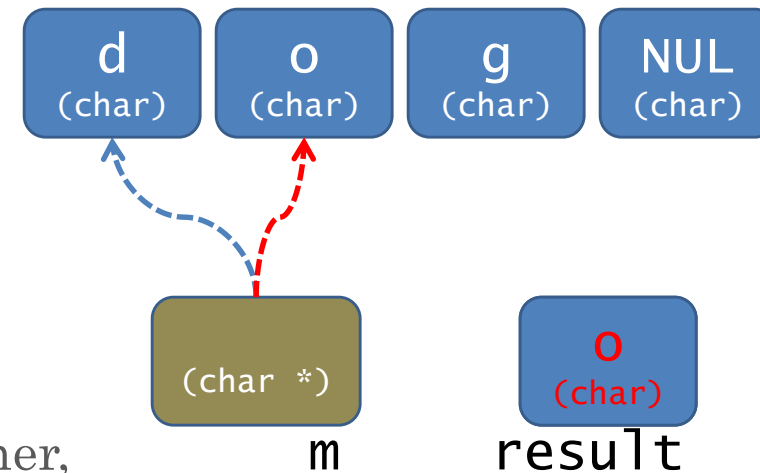 d o g NUL
(char) (char) (char) (char)
(char *) o
(char)
m result